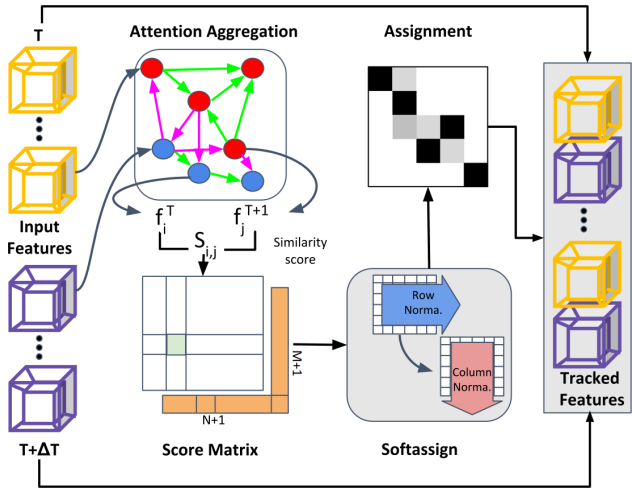 T
Attention Aggregation
Assignment
Input
Features
f_i^T
f_j^{T+1}
S_{i,j}
Similarity
score
Row
Norma.
Column
Norma.
M+1
N+1
Tracked
Features
T+ΔT
Score Matrix
Softassign